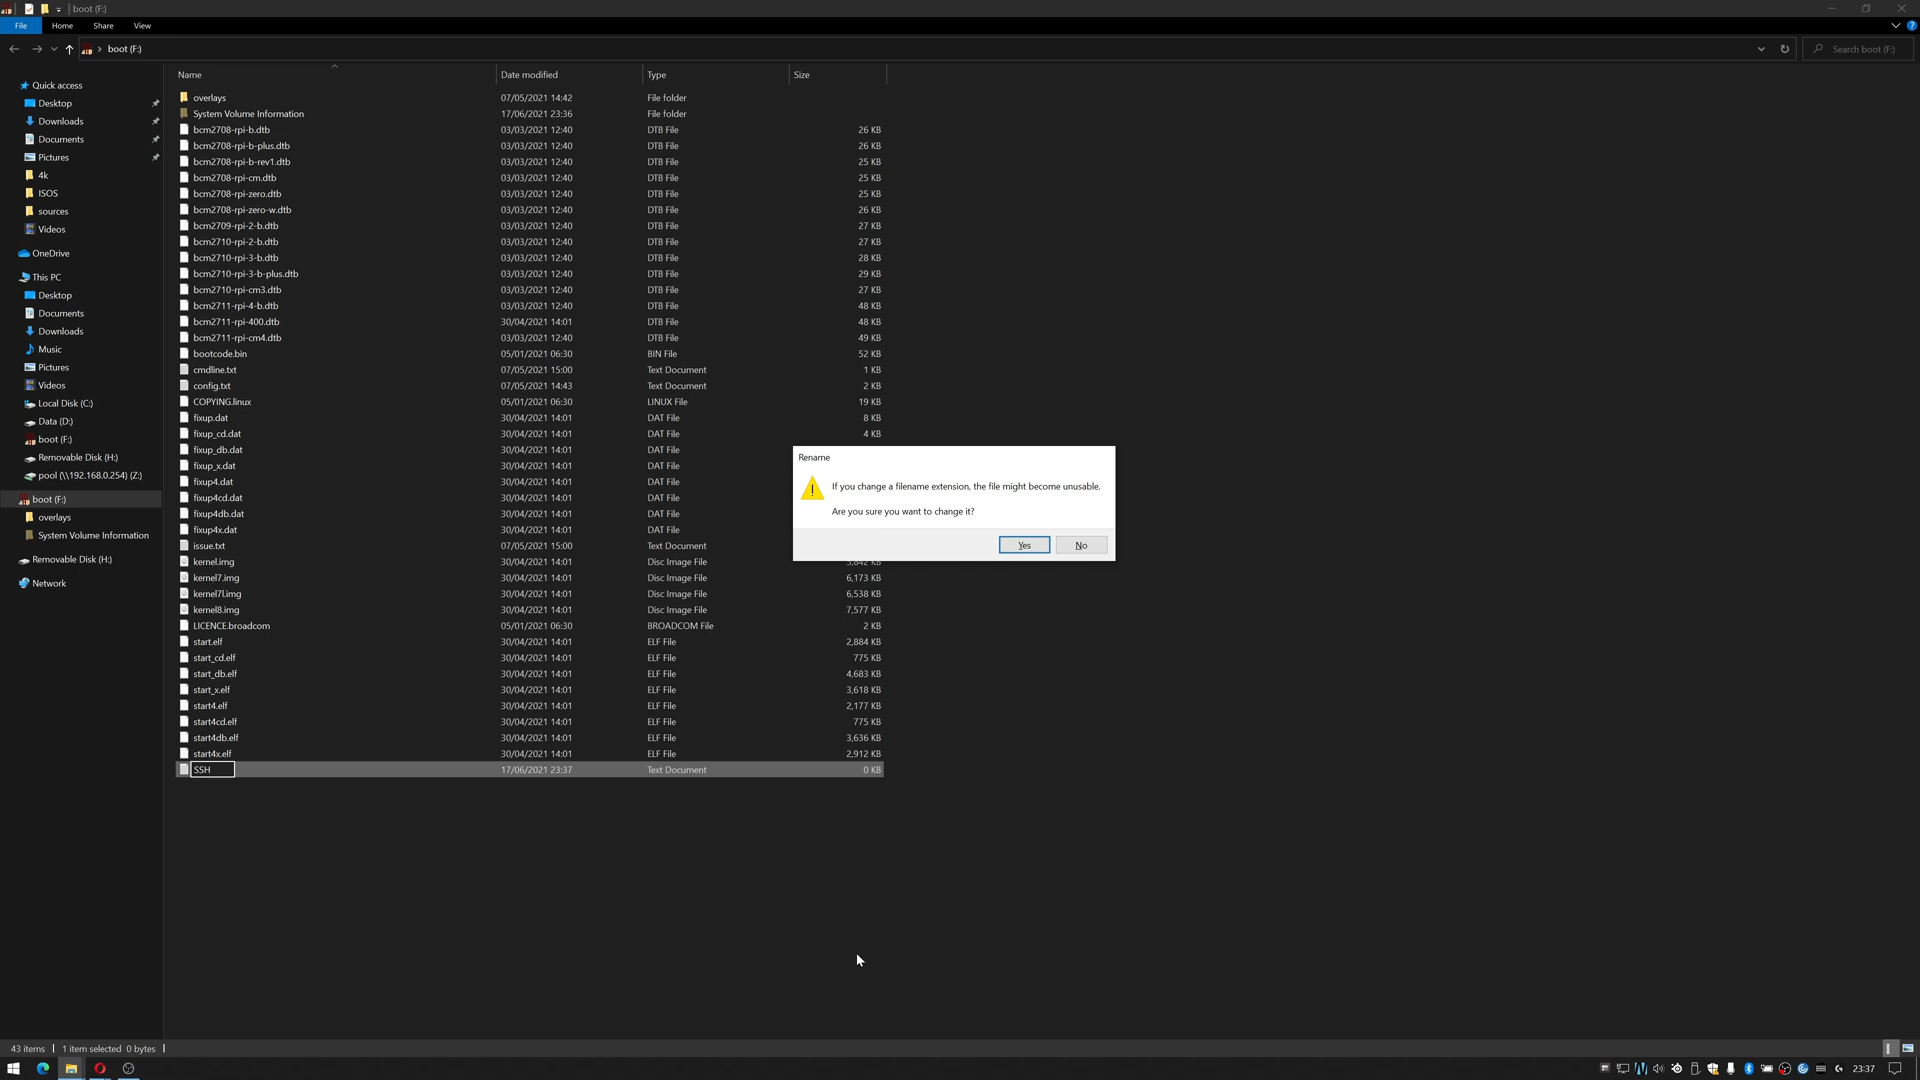 boot (F:)
File Home Share View
boot (F:) Search boot (F:)
Name Date modified Type Size
Quick access
Desktop
Downloads
Documents
Pictures
4k
ISOS
sources
Videos
OneDrive
This PC
Desktop
Documents
Downloads
Music
Pictures
Videos
Local Disk (C:)
Data (D:)
boot (F:)
Removable Disk (H:)
pool (\\192.168.0.254) (Z:)
boot (F:)
overlays
System Volume Information
Removable Disk (H:)
Network
overlays 07/05/2021 14:42 File folder
System Volume Information 17/06/2021 23:36 File folder
bcm2708-rpi-b.dtb 03/03/2021 12:40 DTB File 26 KB
bcm2708-rpi-b-plus.dtb 03/03/2021 12:40 DTB File 26 KB
bcm2708-rpi-b-rev1.dtb 03/03/2021 12:40 DTB File 25 KB
bcm2708-rpi-cm.dtb 03/03/2021 12:40 DTB File 25 KB
bcm2708-rpi-zero.dtb 03/03/2021 12:40 DTB File 25 KB
bcm2708-rpi-zero-w.dtb 03/03/2021 12:40 DTB File 26 KB
bcm2709-rpi-2-b.dtb 03/03/2021 12:40 DTB File 27 KB
bcm2710-rpi-2-b.dtb 03/03/2021 12:40 DTB File 27 KB
bcm2710-rpi-3-b.dtb 03/03/2021 12:40 DTB File 28 KB
bcm2710-rpi-3-b-plus.dtb 03/03/2021 12:40 DTB File 29 KB
bcm2710-rpi-cm3.dtb 03/03/2021 12:40 DTB File 27 KB
bcm2711-rpi-4-b.dtb 03/03/2021 12:40 DTB File 48 KB
bcm2711-rpi-400.dtb 30/04/2021 14:01 DTB File 48 KB
bcm2711-rpi-cm4.dtb 03/03/2021 12:40 DTB File 49 KB
bootcode.bin 05/01/2021 06:30 BIN File 52 KB
cmdline.txt 07/05/2021 15:00 Text Document 1 KB
config.txt 07/05/2021 14:43 Text Document 2 KB
COPYING.linux 05/01/2021 06:30 LINUX File 19 KB
fixup.dat 30/04/2021 14:01 DAT File 8 KB
fixup_cd.dat 30/04/2021 14:01 DAT File 4 KB
fixup_db.dat 30/04/2021 14:01 DAT File
fixup_x.dat 30/04/2021 14:01 DAT File
fixup4.dat 30/04/2021 14:01 DAT File
fixup4cd.dat 30/04/2021 14:01 DAT File
fixup4db.dat 30/04/2021 14:01 DAT File
fixup4x.dat 30/04/2021 14:01 DAT File
issue.txt 07/05/2021 15:00 Text Document
kernel.img 30/04/2021 14:01 Disc Image File 5,842 KB
kernel7.img 30/04/2021 14:01 Disc Image File 6,173 KB
kernel7l.img 30/04/2021 14:01 Disc Image File 6,538 KB
kernel8.img 30/04/2021 14:01 Disc Image File 7,577 KB
LICENCE.broadcom 05/01/2021 06:30 BROADCOM File 2 KB
start.elf 30/04/2021 14:01 ELF File 2,884 KB
start_cd.elf 30/04/2021 14:01 ELF File 775 KB
start_db.elf 30/04/2021 14:01 ELF File 4,683 KB
start_x.elf 30/04/2021 14:01 ELF File 3,618 KB
start4.elf 30/04/2021 14:01 ELF File 2,177 KB
start4cd.elf 30/04/2021 14:01 ELF File 775 KB
start4db.elf 30/04/2021 14:01 ELF File 3,636 KB
start4x.elf 30/04/2021 14:01 ELF File 2,912 KB
SSH 17/06/2021 23:37 Text Document 0 KB
Rename
If you change a filename extension, the file might become unusable.
Are you sure you want to change it?
Yes No
43 items 1 item selected 0 bytes
23:37